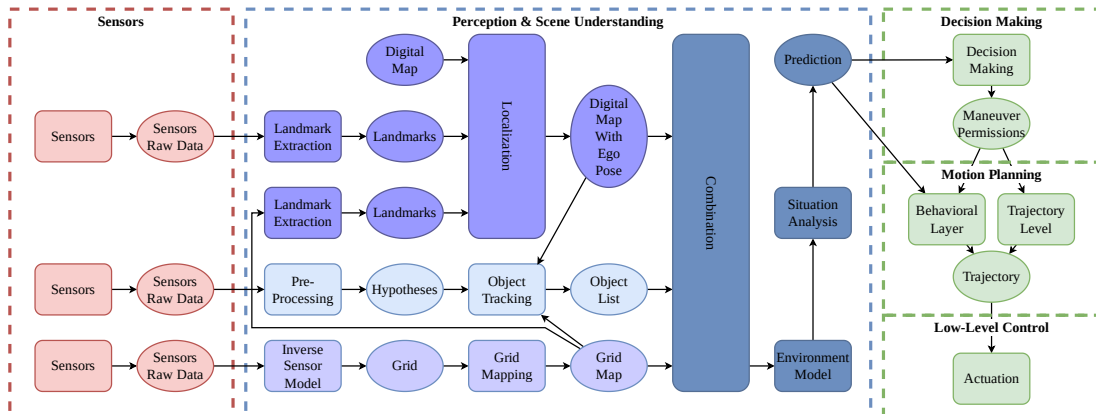 Sensors
Perception & Scene Understanding
Decision Making
Digital
Map
Localization
Combination
Prediction
Decision
Making
Sensors
Sensors
Raw Data
Landmark
Extraction
Landmarks
Digital
Map
With
Ego
Pose
Maneuver
Permissions
Motion Planning
Landmark
Extraction
Landmarks
Situation
Analysis
Behavioral
Layer
Trajectory
Level
Sensors
Sensors
Raw Data
Pre-
Processing
Hypotheses
Object
Tracking
Object
List
Trajectory
Low-Level Control
Sensors
Sensors
Raw Data
Inverse
Sensor
Model
Grid
Grid
Mapping
Grid
Map
Environment
Model
Actuation